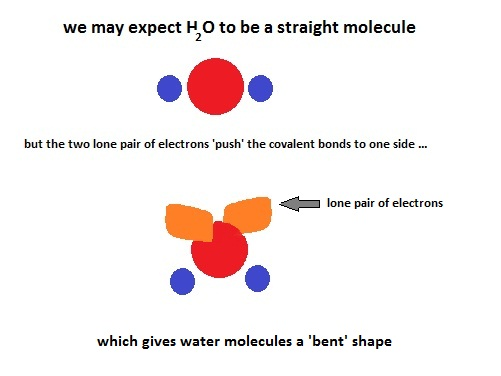 we may expect H2O to be a straight molecule
but the two lone pair of electrons 'push' the covalent bonds to one side ...
lone pair of electrons
which gives water molecules a 'bent' shape